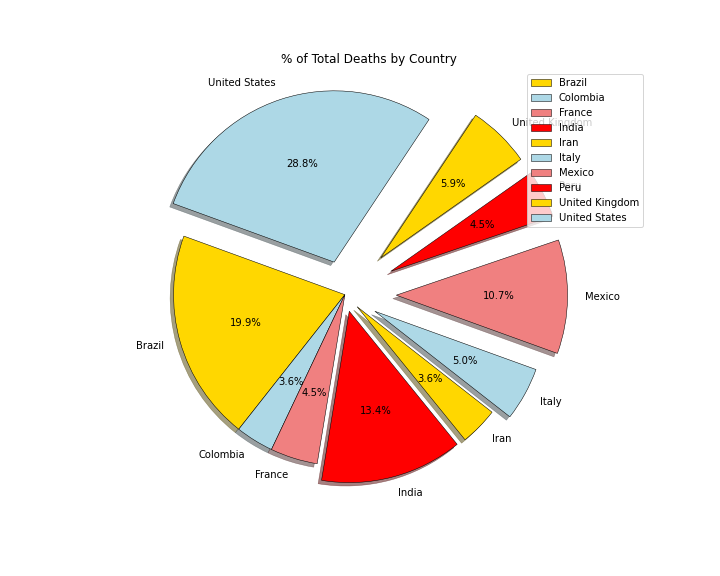 % of Total Deaths by Country
United States
United Kingdom
28.8%
5.9%
4.5%
10.7%
Mexico
19.9%
Brazil
3.6%
4.5%
13.4%
3.6%
5.0%
Italy
Iran
Colombia
France
India
Brazil
Colombia
France
India
Iran
Italy
Mexico
Peru
United Kingdom
United States